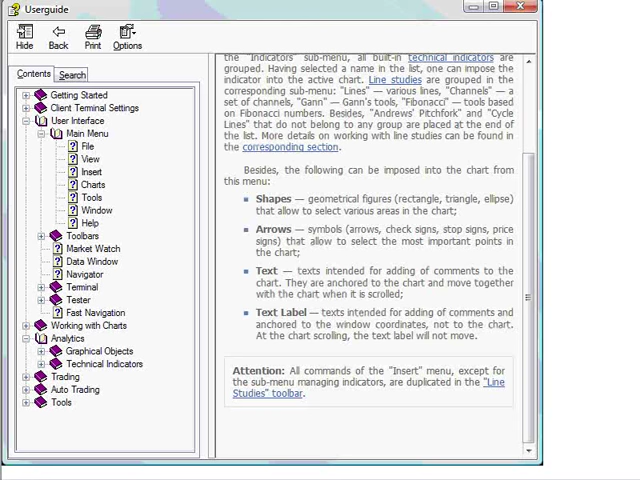 Userguide
Hide
Back
Print
Options
Contents
Search
Getting Started
Client Terminal Settings
User Interface
Main Menu
File
View
Insert
Charts
Tools
Window
Help
Toolbars
Market Watch
Data Window
Navigator
Terminal
Tester
Fast Navigation
Working with Charts
Analytics
Graphical Objects
Technical Indicators
Trading
Auto Trading
Tools
the "Indicators" sub-menu, all built-in technical indicators are
grouped. Having selected a name in the list, one can impose the
indicator into the active chart. Line studies are grouped in the
corresponding sub-menu: "Lines" — various lines, "Channels" — a
set of channels, "Gann" — Gann's tools, "Fibonacci" — tools based
on Fibonacci numbers. Besides, "Andrews' Pitchfork" and "Cycle
Lines" that do not belong to any group are placed at the end of
the list. More details on working with line studies can be found in
the corresponding section.
Besides, the following can be imposed into the chart from
this menu:
Shapes — geometrical figures (rectangle, triangle, ellipse)
that allow to select various areas in the chart;
Arrows — symbols (arrows, check signs, stop signs, price
signs) that allow to select the most important points in
the chart;
Text — texts intended for adding of comments to the
chart. They are anchored to the chart and move together
with the chart when it is scrolled;
Text Label — texts intended for adding of comments and
anchored to the window coordinates, not to the chart.
At the chart scrolling, the text label will not move.
Attention: All commands of the "Insert" menu, except for
the sub-menu managing indicators, are duplicated in the "Line
Studies" toolbar.